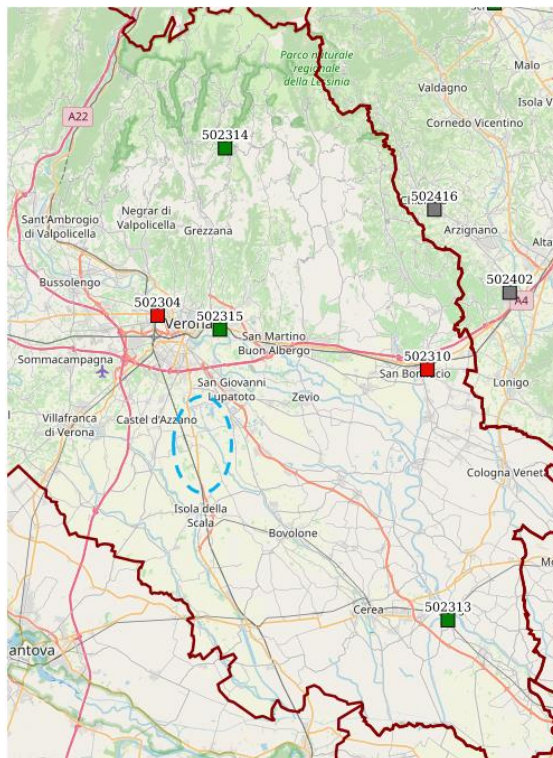 Parco naturale
regionale
della Lessinia
Malo
Valdagno
A22
Isola V
Cornedo Vicentino
502314
502416
Sant'Ambrogio
di Valpolicella
Negrar di
Valpolicella
Grezzana
Arzignano
Alta
Bussolengo
502402
A4
502304
Verona
502315
San Martino
Buon Albergo
Sommacampagna
502310
San Bonifacio
San Giovanni
Lupatoto
Zevio
Lonigo
Villafranca
di Verona
Castel d'Azzano
Cologna Veneta
Isola della
Scala
Bovolone
Cerea
502313
antova